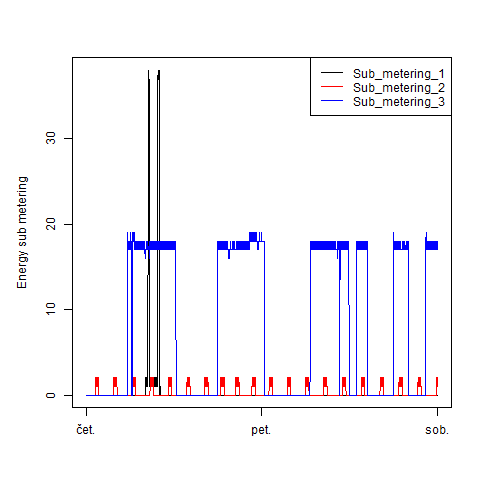 Sub_metering_1
Sub_metering_2
Sub_metering_3
Energy sub metering
30
20
10
0
čet.
pet.
sob.